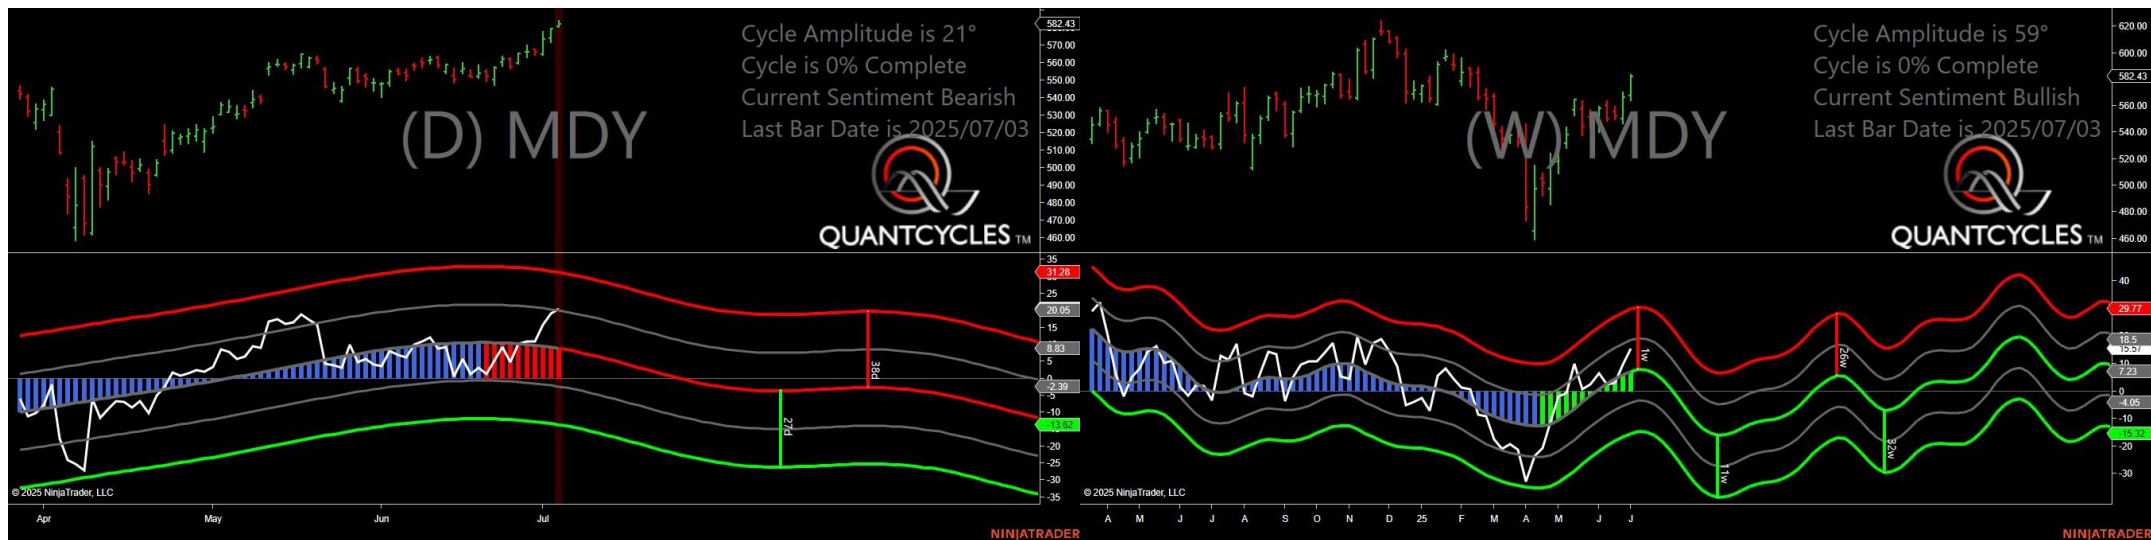 Cycle Amplitude is 21°
Cycle is 0% Complete
Current Sentiment Bearish
Last Bar Date is 2025/07/03
(D) MDY
QUANTCYCLES TM
582.43
570.00
560.00
550.00
540.00
530.00
520.00
510.00
500.00
490.00
480.00
470.00
460.00
35
31.28
25
20.05
15
8.83
5
0
-2.39
-5
-10
-13.62
-20
-25
-30
-35
38d
27d
© 2025 NinjaTrader, LLC
Apr May Jun Jul
NINJATRADER
Cycle Amplitude is 59°
Cycle is 0% Complete
Current Sentiment Bullish
Last Bar Date is 2025/07/03
(W) MDY
QUANTCYCLES TM
620.00
600.00
582.43
560.00
540.00
520.00
500.00
480.00
460.00
40
29.77
18.5
7.23
0
-4.05
-10
-15.32
-20
-30
1w
26w
11w
32w
© 2025 NinjaTrader, LLC
A M J J A S O N D 25 F M A M J J
NINJATRADER